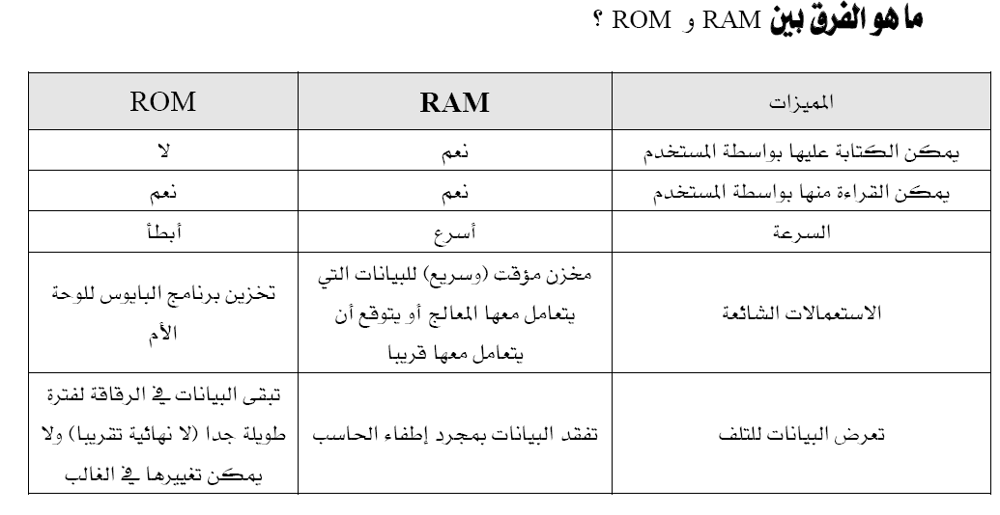 ما هو الفرق بين RAM و ROM ؟
المميزات RAM ROM
يمكن الكتابة عليها بواسطة المستخدم نعم لا
يمكن القراءة منها بواسطة المستخدم نعم نعم
السرعة أسرع أبطأ
الاستعمالات الشائعة
مخزن مؤقت (وسريع) للبيانات التي
يتعامل معها المعالج أو يتوقع أن
يتعامل معها قريبا
تخزين برنامج البايوس للوحة
الأم
تعرض البيانات للتلف
تفقد البيانات بمجرد إطفاء الحاسب
تبقى البيانات في الرقاقة لفترة
طويلة جدا (لا نهائية تقريبا) ولا
يمكن تغييرها في الغالب